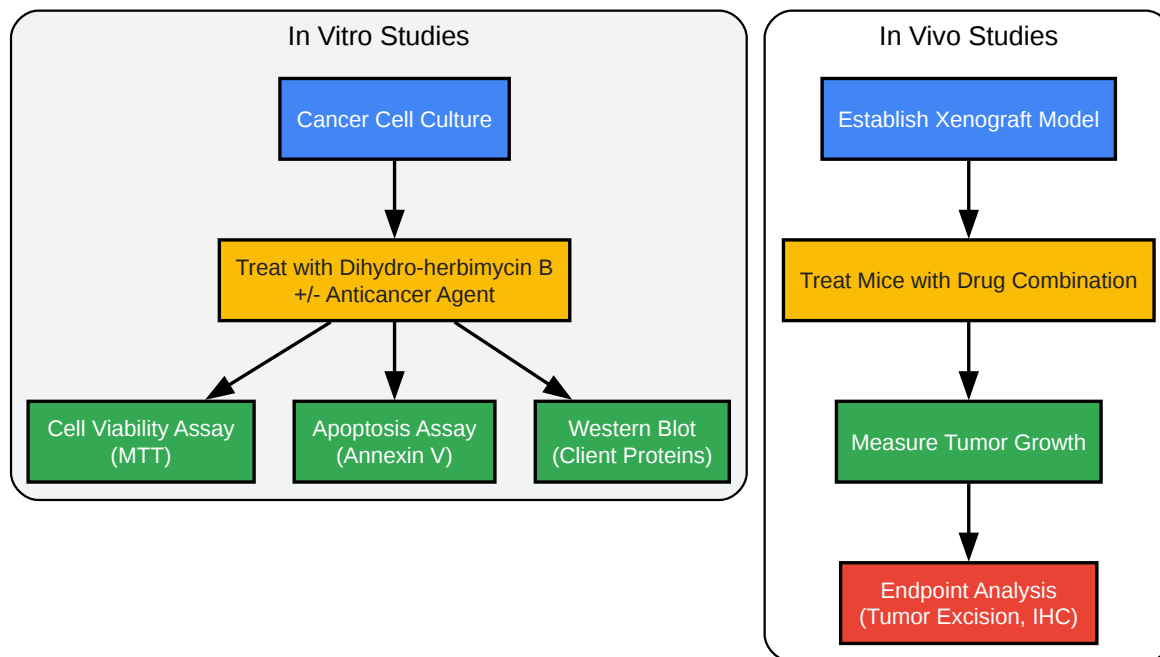 In Vitro Studies
Cancer Cell Culture
Treat with Dihydro-herbimycin B
+/- Anticancer Agent
Cell Viability Assay
(MTT)
Apoptosis Assay
(Annexin V)
Western Blot
(Client Proteins)
In Vivo Studies
Establish Xenograft Model
Treat Mice with Drug Combination
Measure Tumor Growth
Endpoint Analysis
(Tumor Excision, IHC)